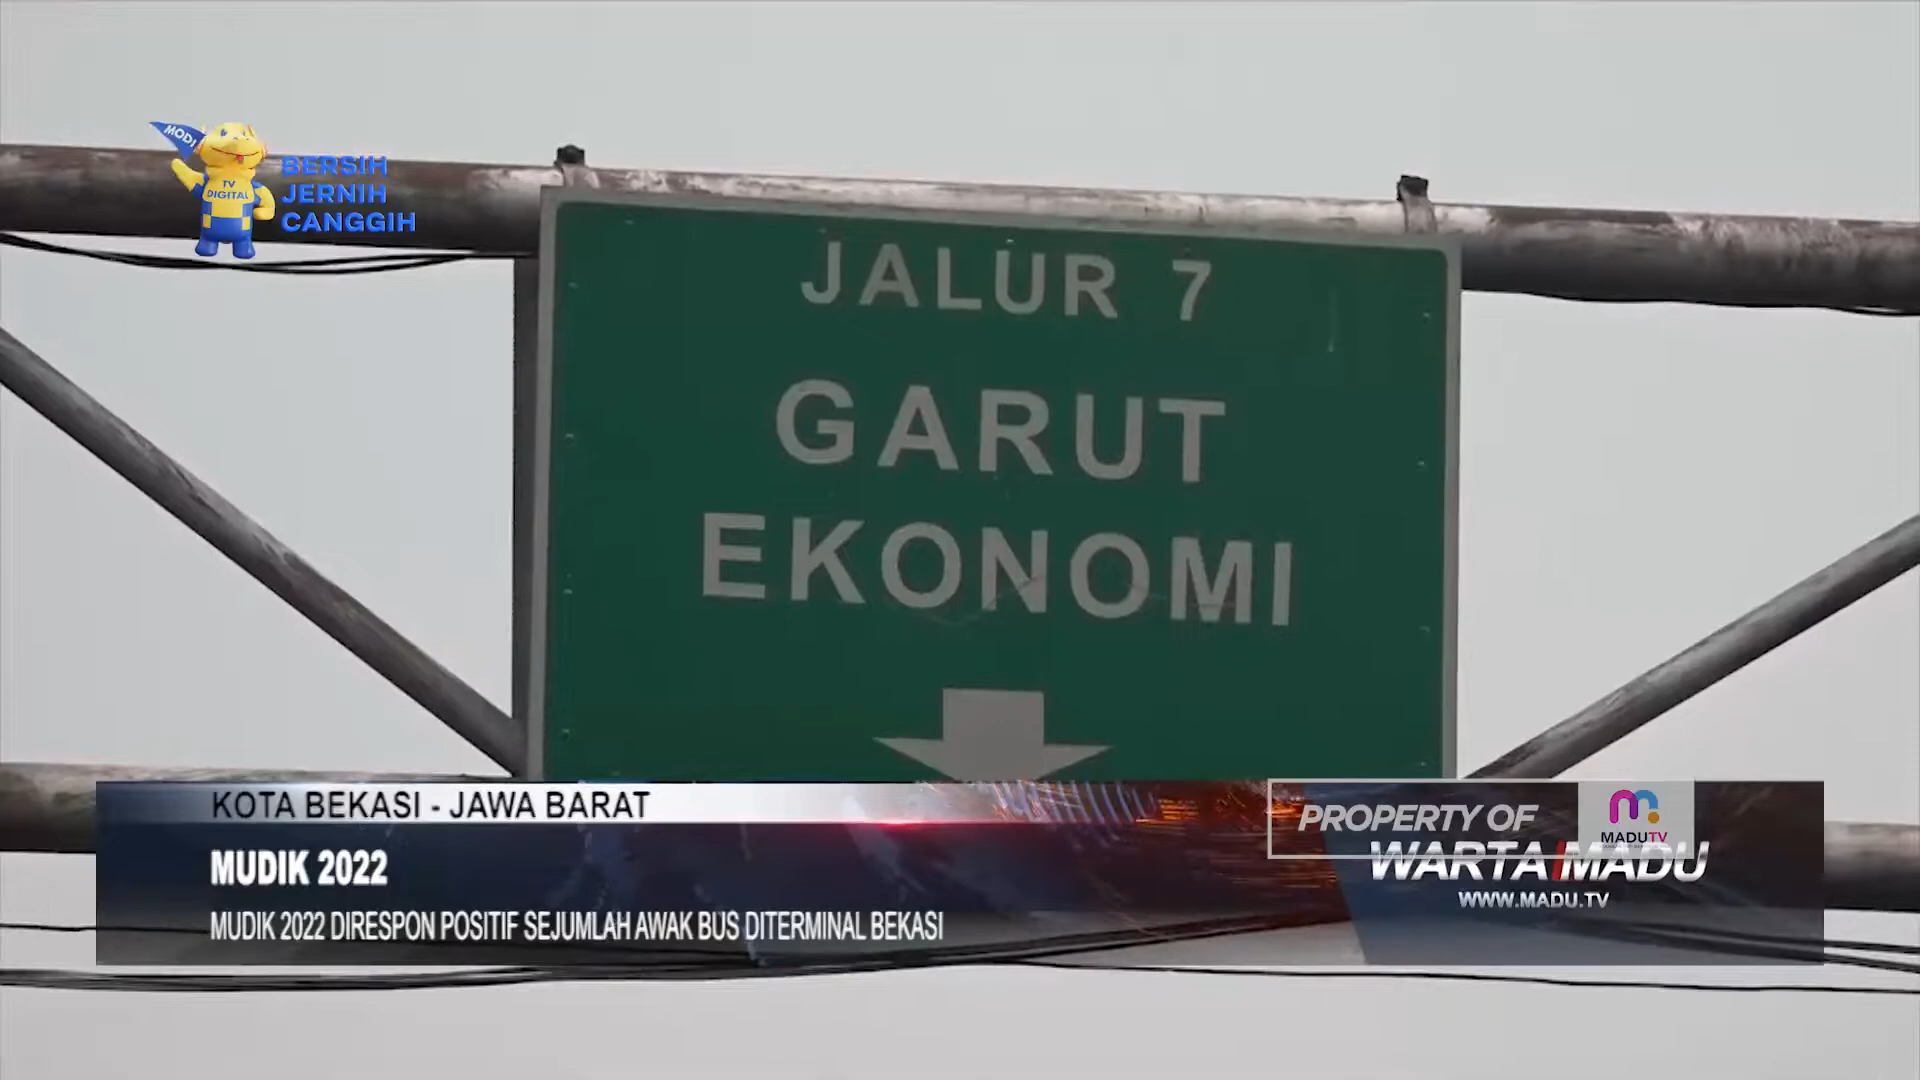 MODI
TV
DIGITAL
BERSIH
JERNIH
CANGGIH
JALUR 7
GARUT
EKONOMI
KOTA BEKASI - JAWA BARAT
MUDIK 2022
MUDIK 2022 DIRESPON POSITIF SEJUMLAH AWAK BUS DITERMINAL BEKASI
PROPERTY OF
MADUTV
WARTA MADU
WWW.MADU.TV